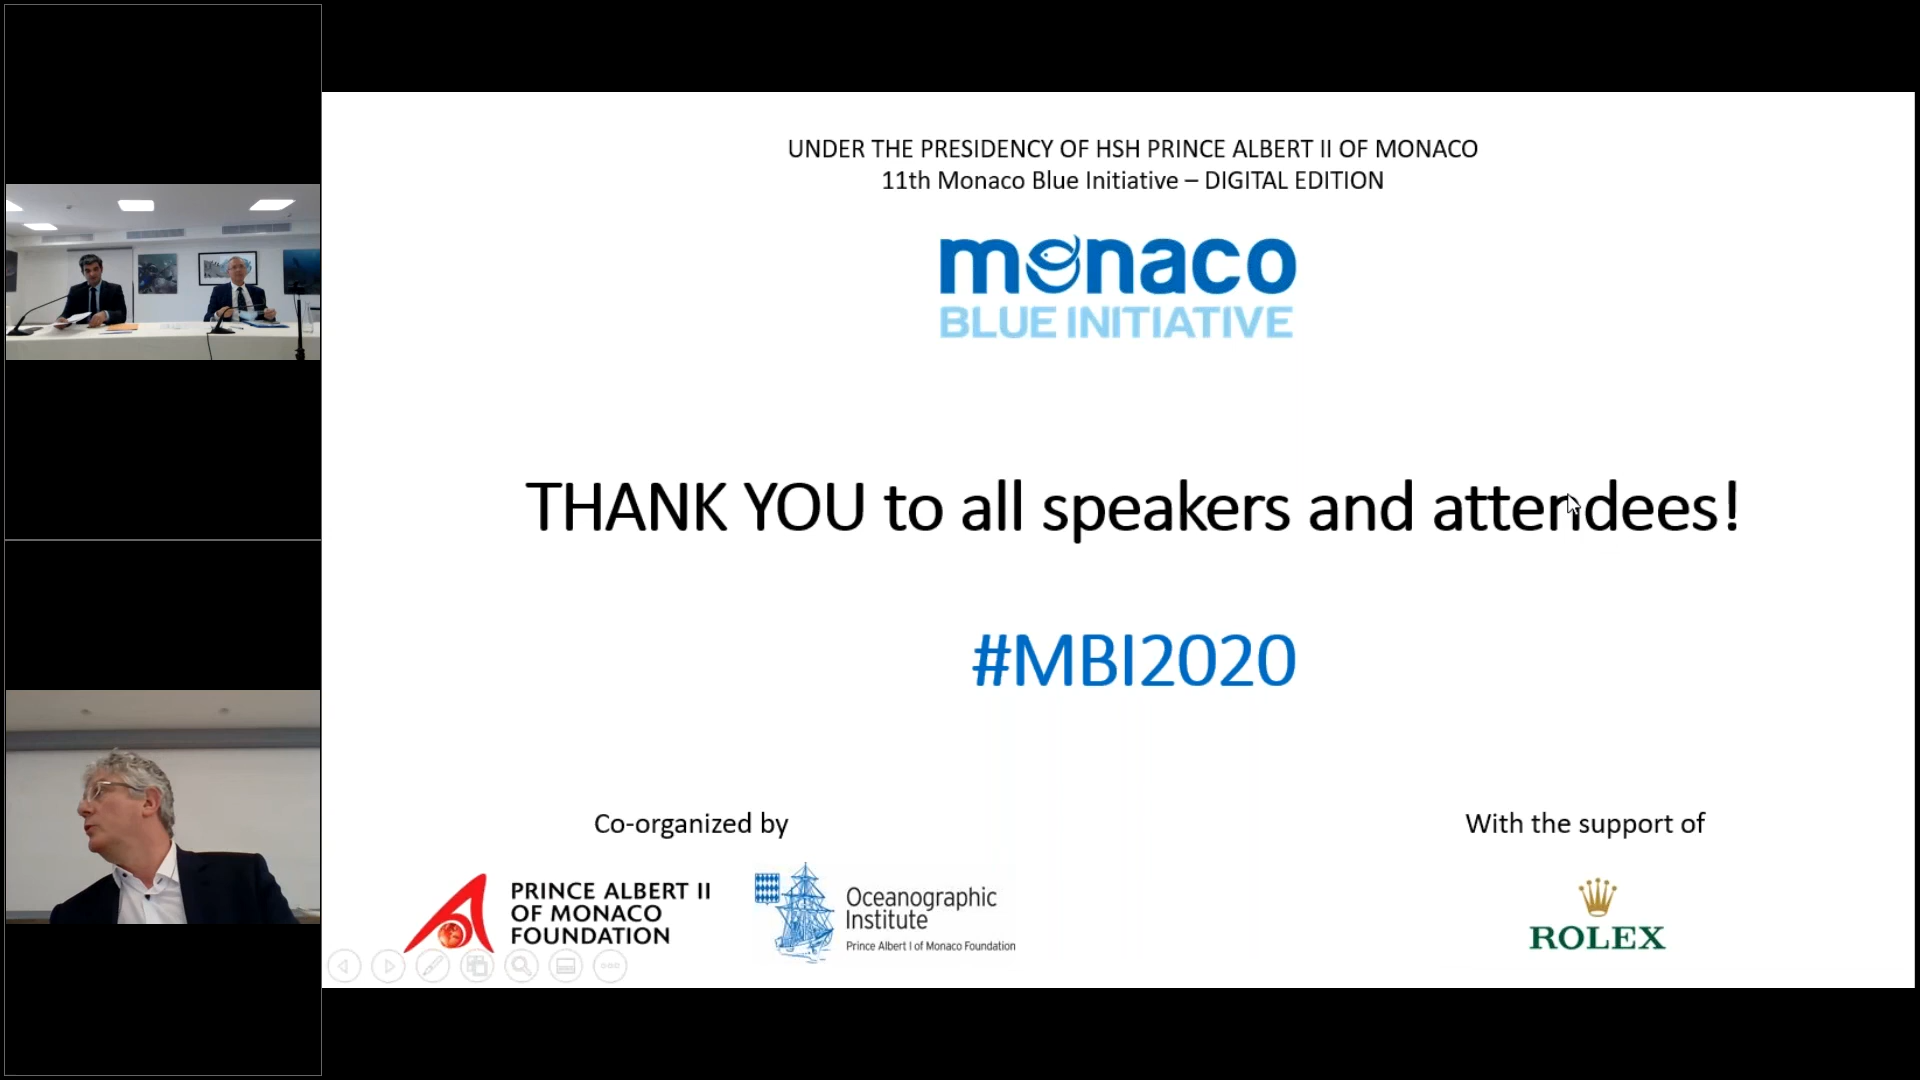 UNDER THE PRESIDENCY OF HSH PRINCE ALBERT II OF MONACO
11th Monaco Blue Initiative – DIGITAL EDITION
monaco
BLUE INITIATIVE
THANK YOU to all speakers and attendees!
#MBI2020
Co-organized by
With the support of
PRINCE ALBERT II
OF MONACO
FOUNDATION
Oceanographic
Institute
Prince Albert I of Monaco Foundation
ROLEX